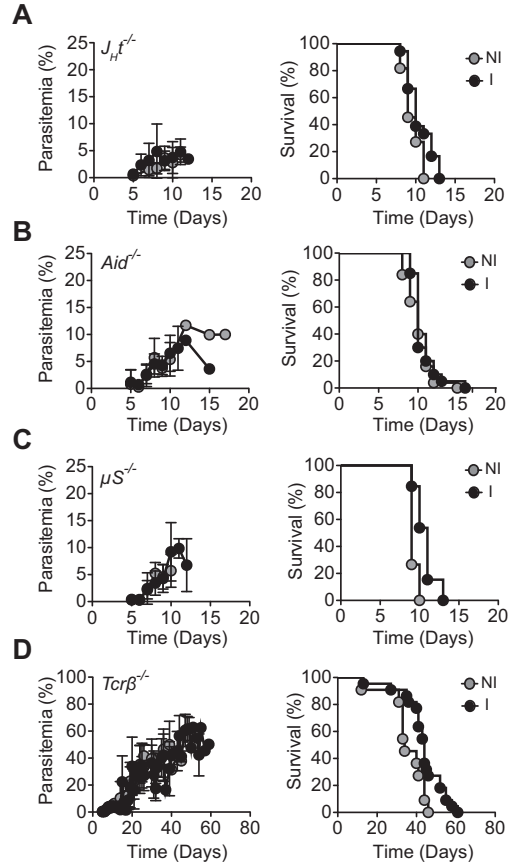 A
J_Ht^-/-
Parasitemia (%)
25
20
15
10
5
0
0 5 10 15 20
Time (Days)
Survival (%)
100
80
60
40
20
0
0 5 10 15 20
Time (Days)
NI
I
B
Aid^-/-
Parasitemia (%)
25
20
15
10
5
0
0 5 10 15 20
Time (Days)
Survival (%)
100
80
60
40
20
0
0 5 10 15 20
Time (Days)
NI
I
C
µS^-/-
Parasitemia (%)
25
20
15
10
5
0
0 5 10 15 20
Time (Days)
Survival (%)
100
80
60
40
20
0
0 5 10 15 20
Time (Days)
NI
I
D
Tcrβ^-/-
Parasitemia (%)
100
80
60
40
20
0
0 20 40 60 80
Time (Days)
Survival (%)
100
80
60
40
20
0
0 20 40 60 80
Time (Days)
NI
I